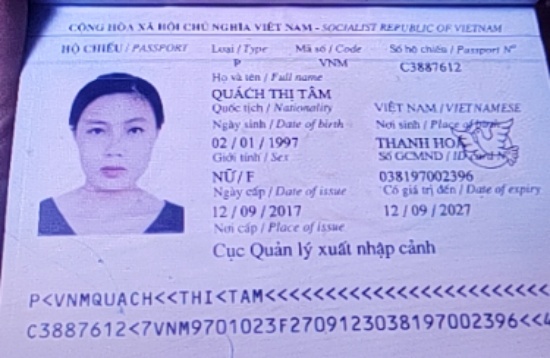 CỘNG HÒA XÃ HỘI CHỦ NGHĨA VIỆT NAM - SOCIALIST REPUBLIC OF VIETNAM
HỘ CHIẾU / PASSPORT Loại / Type Mã số / Code Số hộ chiếu / Passport Nº
P VNM C3887612
Họ và tên / Full name
QUÁCH THỊ TÂM
Quốc tịch / Nationality VIỆT NAM / VIETNAMESE
Ngày sinh / Date of birth Nơi sinh / Place of
02 / 01 / 1997 THANH HOÁ
Giới tính / Sex Số GCMND / ID
NỮ / F 038197002396
Ngày cấp / Date of issue Có giá trị đến / Date of expiry
12 / 09 / 2017 12 / 09 / 2027
Nơi cấp / Place of issue
Cục Quản lý xuất nhập cảnh
P<VNMQUACH<<THI<TAM<<<<<<<<<<<<<<<<<<<<<<<<<
C3887612<7VNM9701023F2709123038197002396<<4